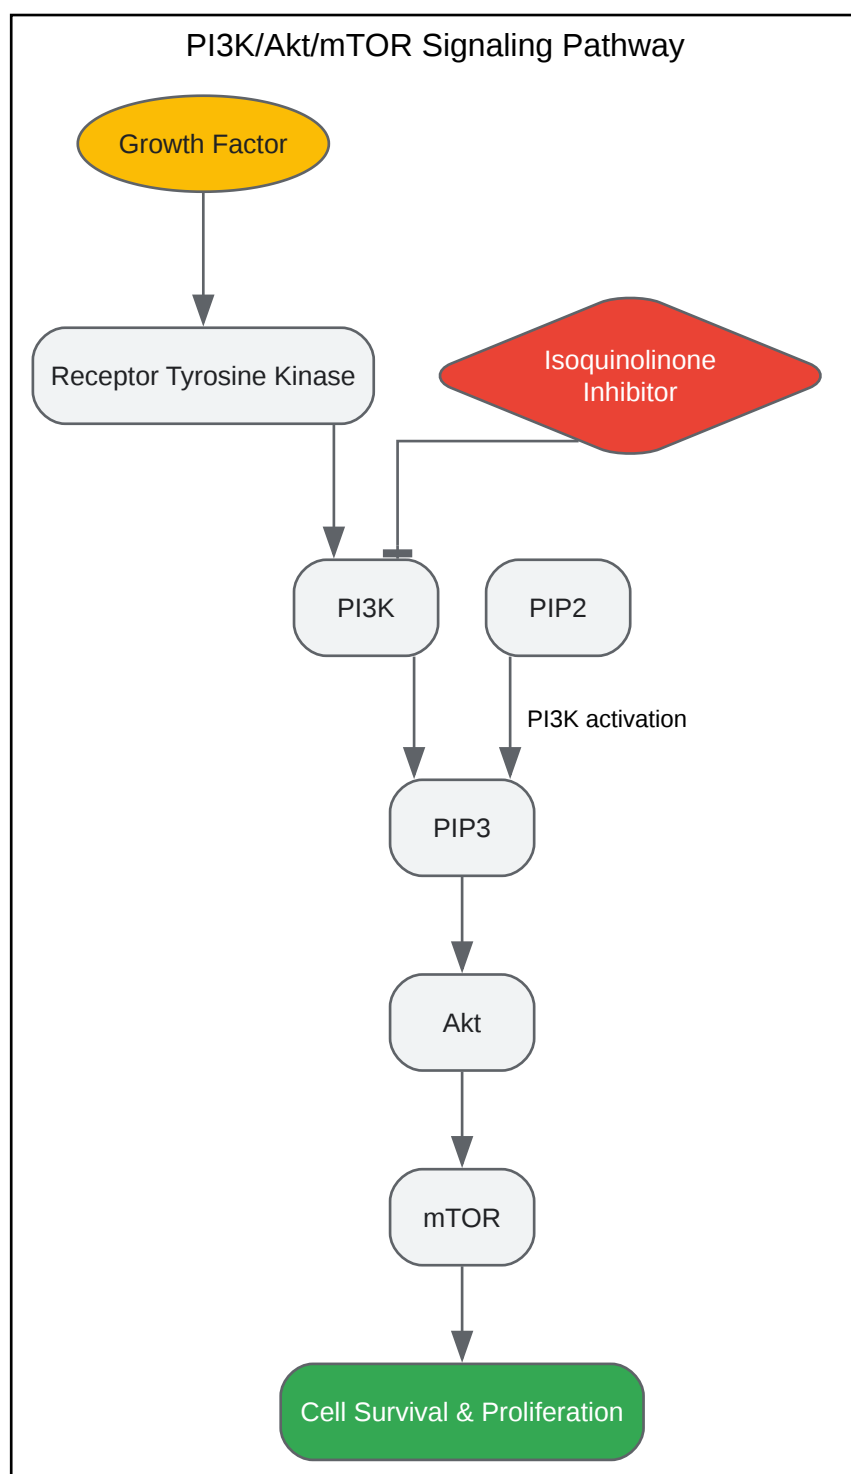 PI3K/Akt/mTOR Signaling Pathway
Growth Factor
Receptor Tyrosine Kinase
Isoquinolinone
Inhibitor
PI3K
PIP2
PI3K activation
PIP3
Akt
mTOR
Cell Survival & Proliferation